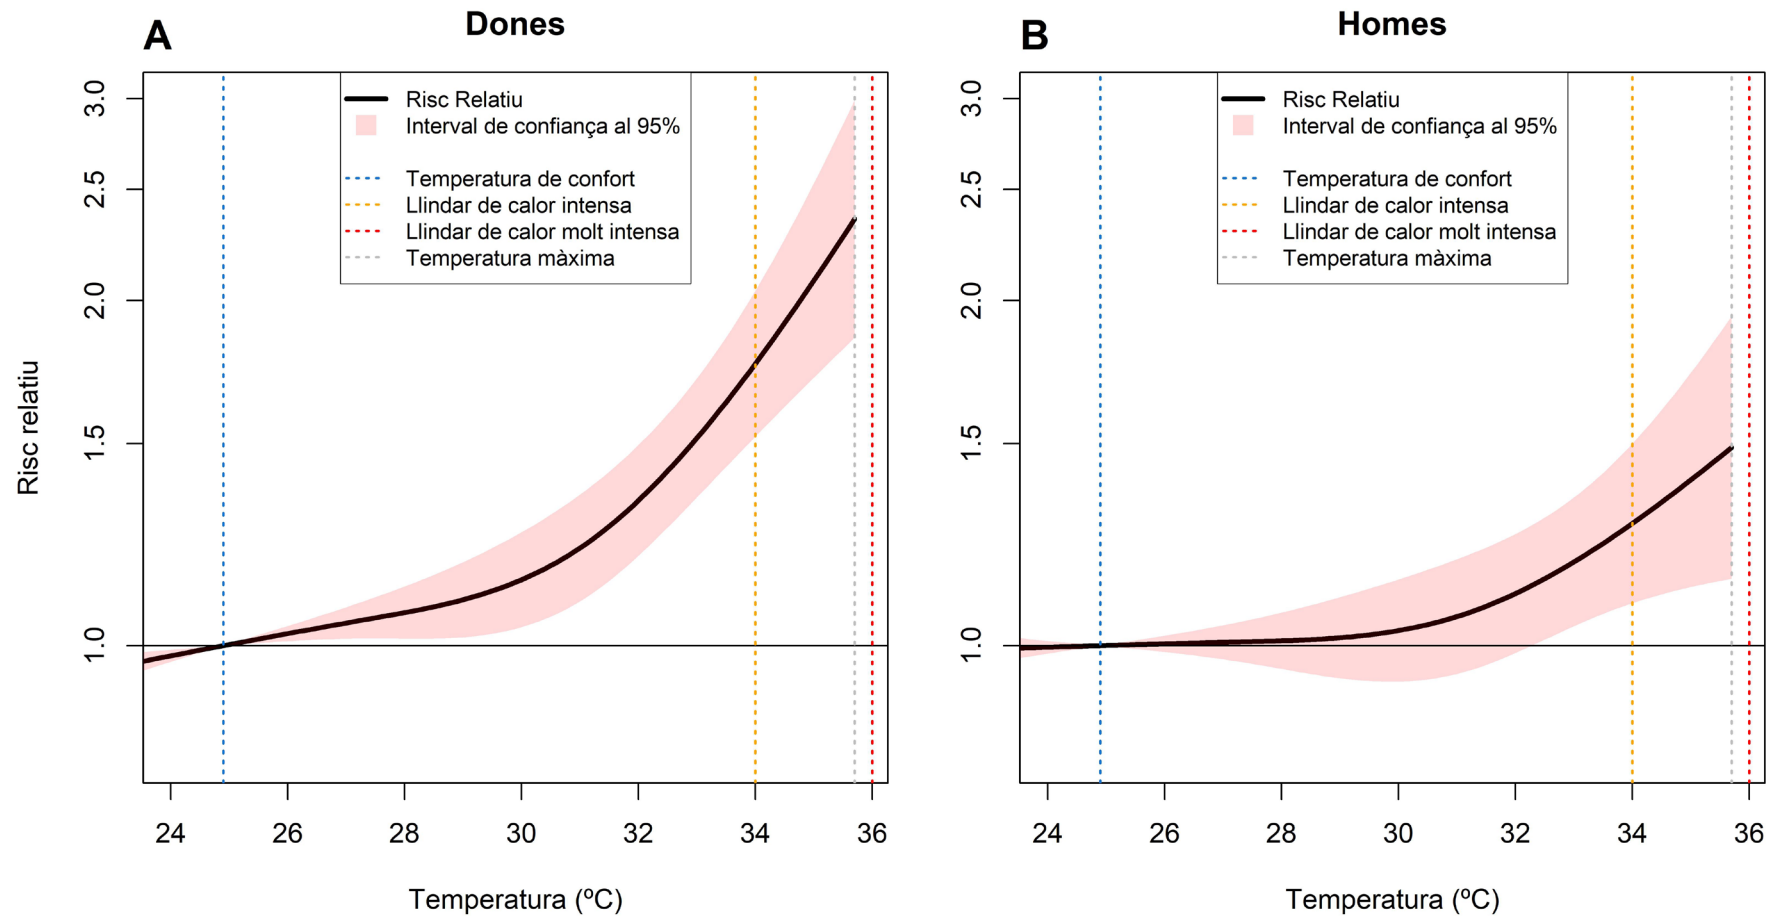 A
Dones
Risc relatiu
3.0
2.5
2.0
1.5
1.0
Risc Relatiu
Interval de confiança al 95%
Temperatura de confort
Llindar de calor intensa
Llindar de calor molt intensa
Temperatura màxima
24 26 28 30 32 34 36
Temperatura (ºC)
B
Homes
3.0
2.5
2.0
1.5
1.0
Risc Relatiu
Interval de confiança al 95%
Temperatura de confort
Llindar de calor intensa
Llindar de calor molt intensa
Temperatura màxima
24 26 28 30 32 34 36
Temperatura (ºC)